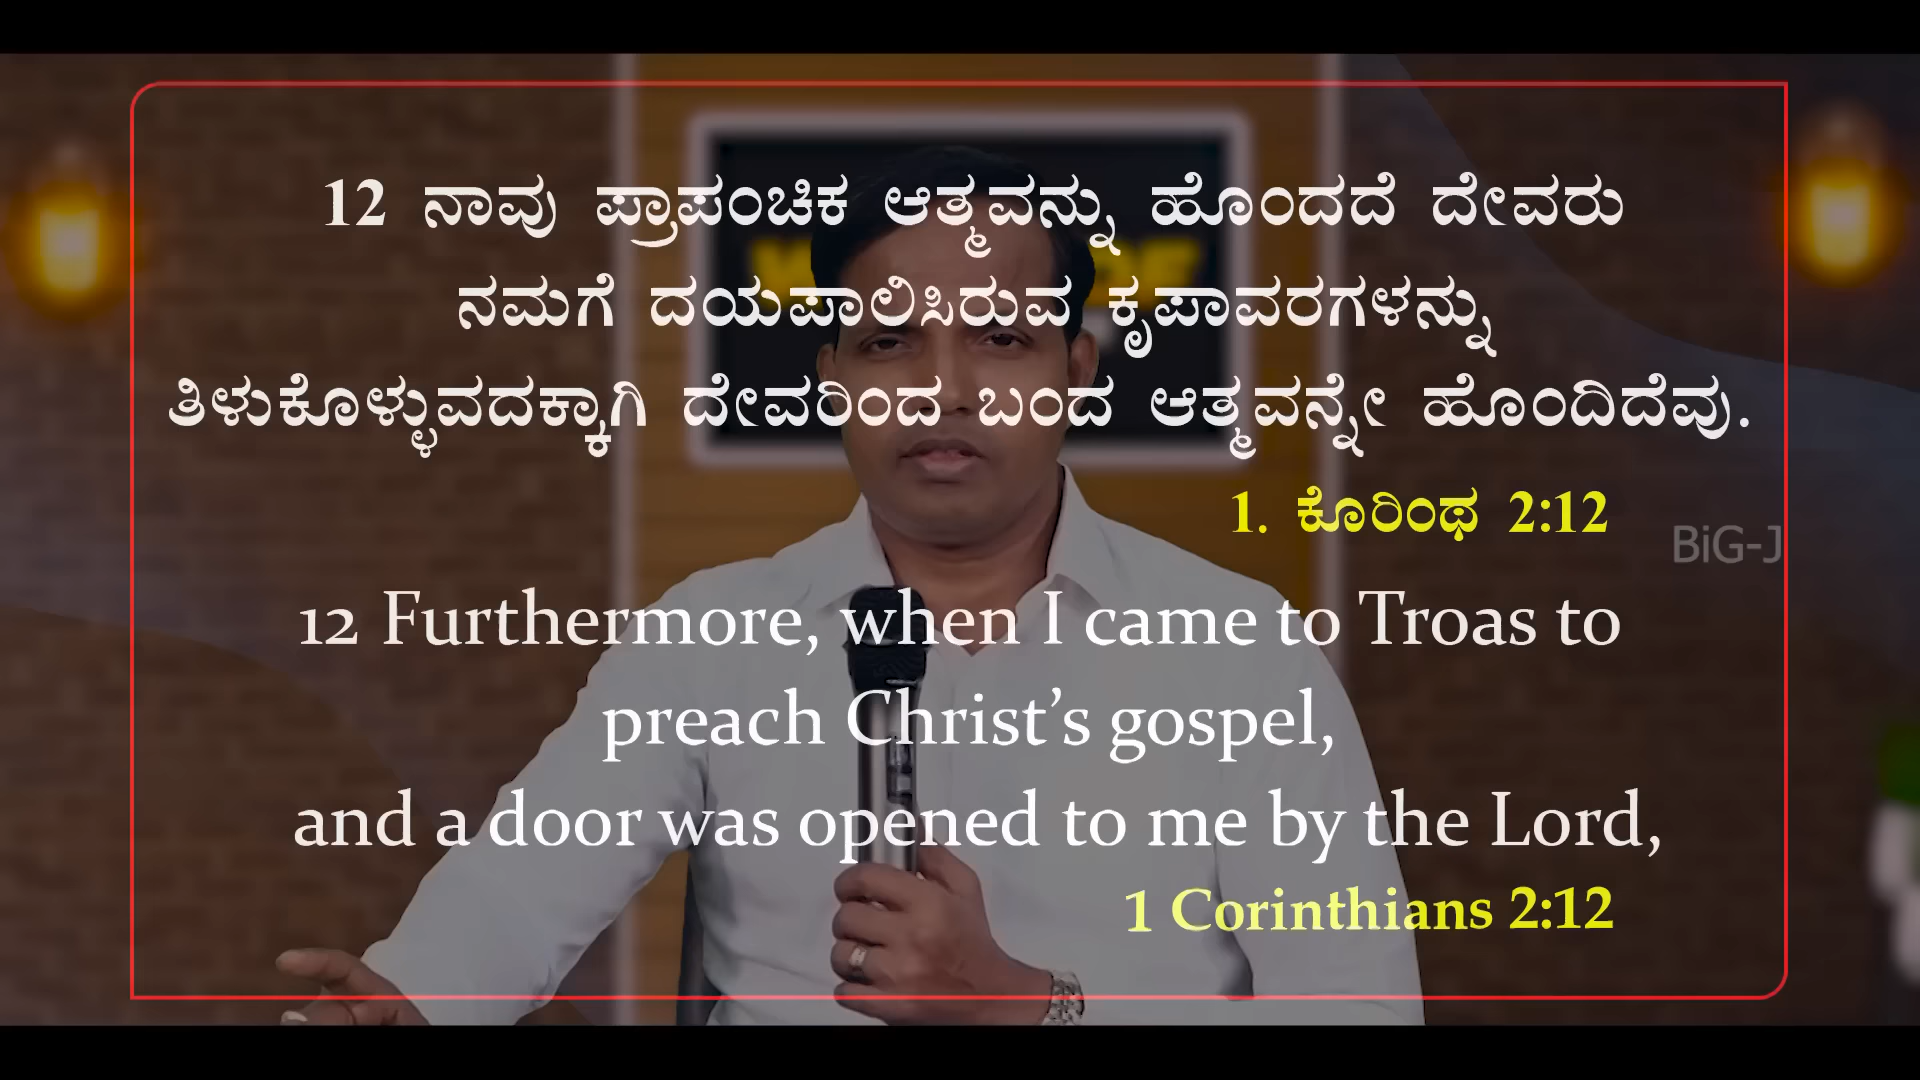 12 ನಾವು ಪ್ರಾಪಂಚಿಕ ಆತ್ಮವನ್ನು ಹೊಂದದೆ ದೇವರು
ನಮಗೆ ದಯಪಾಲಿಸಿರುವ ಕೃಪಾವರಗಳನ್ನು
ತಿಳುಕೊಳ್ಳುವದಕ್ಕಾಗಿ ದೇವರಿಂದ ಬಂದ ಆತ್ಮವನ್ನೇ ಹೊಂದಿದೆವು.
1. ಕೊರಿಂಥ 2:12
BiG-J
12 Furthermore, when I came to Troas to
preach Christ’s gospel,
and a door was opened to me by the Lord,
1 Corinthians 2:12